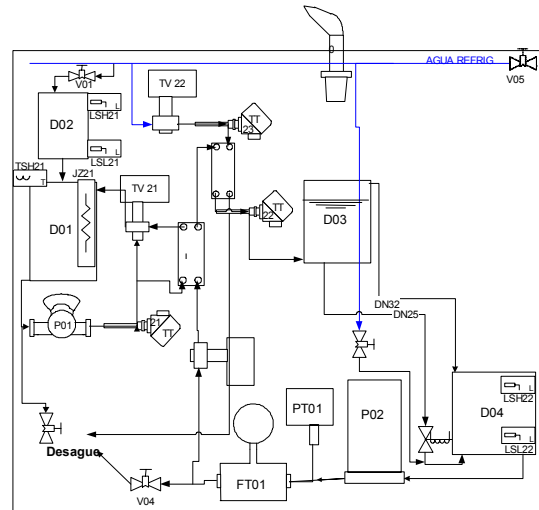 AGUA REFRIG
V05
V01
TV 22
D02
LSH21
L
LSL21
L
TT
23
TSH21
T
JZ21
TV 21
D01
TT
22
D03
P01
21
TT
DN32
DN25
PT01
P02
D04
LSH22
L
LSL22
L
Desague
V04
FT01